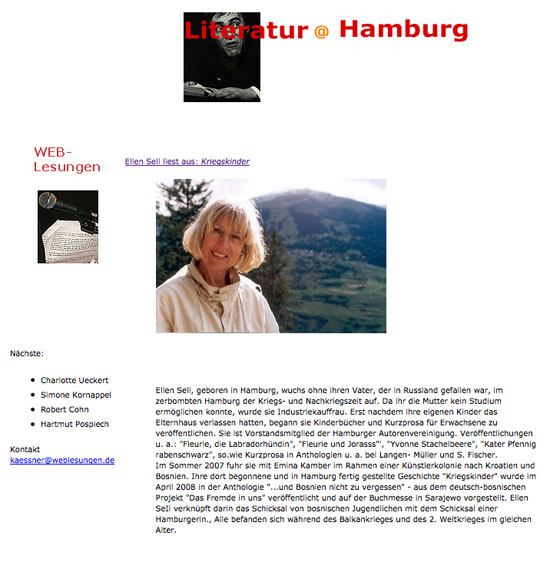 Literatur @ Hamburg
WEB-
Lesungen
Ellen Sell liest aus: Kriegskinder
Nächste:
Charlotte Ueckert
Simone Kornappel
Robert Cohn
Hartmut Pospiech
Kontakt
kaessner@weblesungen.de
Ellen Sell, geboren in Hamburg, wuchs ohne ihren Vater, der in Russland gefallen war, im
zerbombten Hamburg der Kriegs- und Nachkriegszeit auf. Da ihr die Mutter kein Studium
ermöglichen konnte, wurde sie Industriekauffrau. Erst nachdem ihre eigenen Kinder das
Elternhaus verlassen hatten, begann sie Kinderbücher und Kurzprosa für Erwachsene zu
veröffentlichen. Sie ist Vorstandsmitglied der Hamburger Autorenvereinigung. Veröffentlichungen
u. a.: "Fleurie, die Labradorhündin", "Fleurie und Jorasss"', "Yvonne Stachelbeere", "Kater Pfennig
rabenschwarz", so.wie Kurzprosa in Anthologien u. a. bei Langen- Müller und S. Fischer.
Im Sommer 2007 fuhr sie mit Emina Kamber im Rahmen einer Künstlerkolonie nach Kroatien und
Bosnien. Ihre dort begonnene und in Hamburg fertig gestellte Geschichte "Kriegskinder" wurde im
April 2008 in der Anthologie "...und Bosnien nicht zu vergessen" - aus dem deutsch-bosnischen
Projekt "Das Fremde in uns" veröffentlicht und auf der Buchmesse in Sarajewo vorgestellt. Ellen
SeIl verknüpft darin das Schicksal von bosnischen Jugendlichen mit dem Schicksal einer
Hamburgerin., Alle befanden sich während des Balkankrieges und des 2. Weltkrieges im gleichen
Alter.